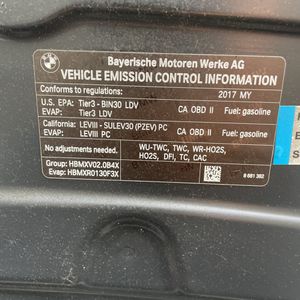 BMW
Bayerische Motoren Werke AG
VEHICLE EMISSION CONTROL INFORMATION
Conforms to regulations: 2017 MY
U.S. EPA: Tier3 - BIN30 LDV CA OBD II Fuel: gasoline
EVAP: Tier3 LDV
California: LEVIII - SULEV30 (PZEV) PC CA OBD II Fuel: gasoline
EVAP: LEVIII PC
No adjustments needed. WU-TWC, TWC, WR-HO2S,
HO2S, DFI, TC, CAC
Group: HBMXV02.0B4X
Evap: HBMXR0130F3X